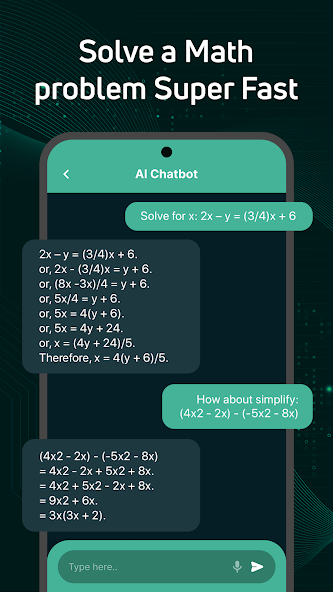 Solve a Math
problem Super Fast
AI Chatbot
Solve for x: 2x – y = (3/4)x + 6
2x – y = (3/4)x + 6.
or, 2x - (3/4)x = y + 6.
or, (8x -3x)/4 = y + 6.
or, 5x/4 = y + 6.
or, 5x = 4(y + 6).
or, 5x = 4y + 24.
or, x = (4y + 24)/5.
Therefore, x = 4(y + 6)/5.
How about simplify:
(4x2 - 2x) - (-5x2 - 8x)
(4x2 - 2x) - (-5x2 - 8x)
= 4x2 - 2x + 5x2 + 8x.
= 4x2 + 5x2 - 2x + 8x.
= 9x2 + 6x.
= 3x(3x + 2).
Type here..